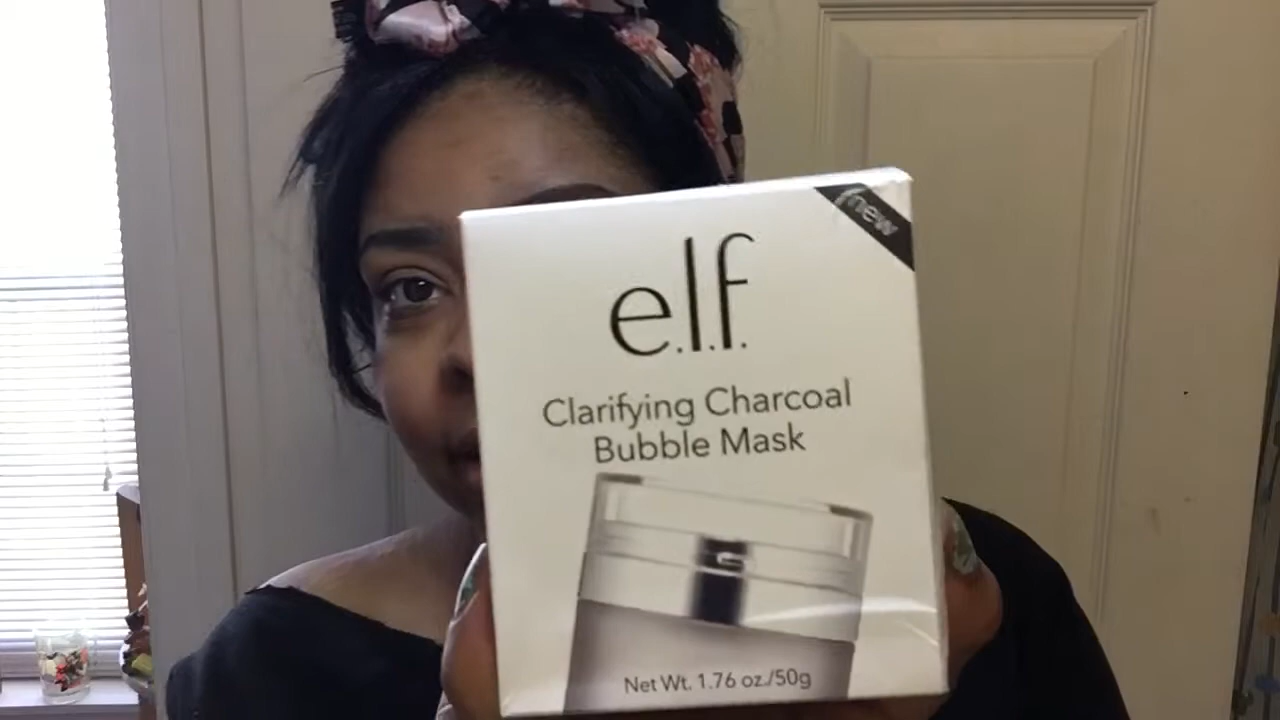 new
e.l.f.
Clarifying Charcoal
Bubble Mask
Net Wt. 1.76 oz./50g